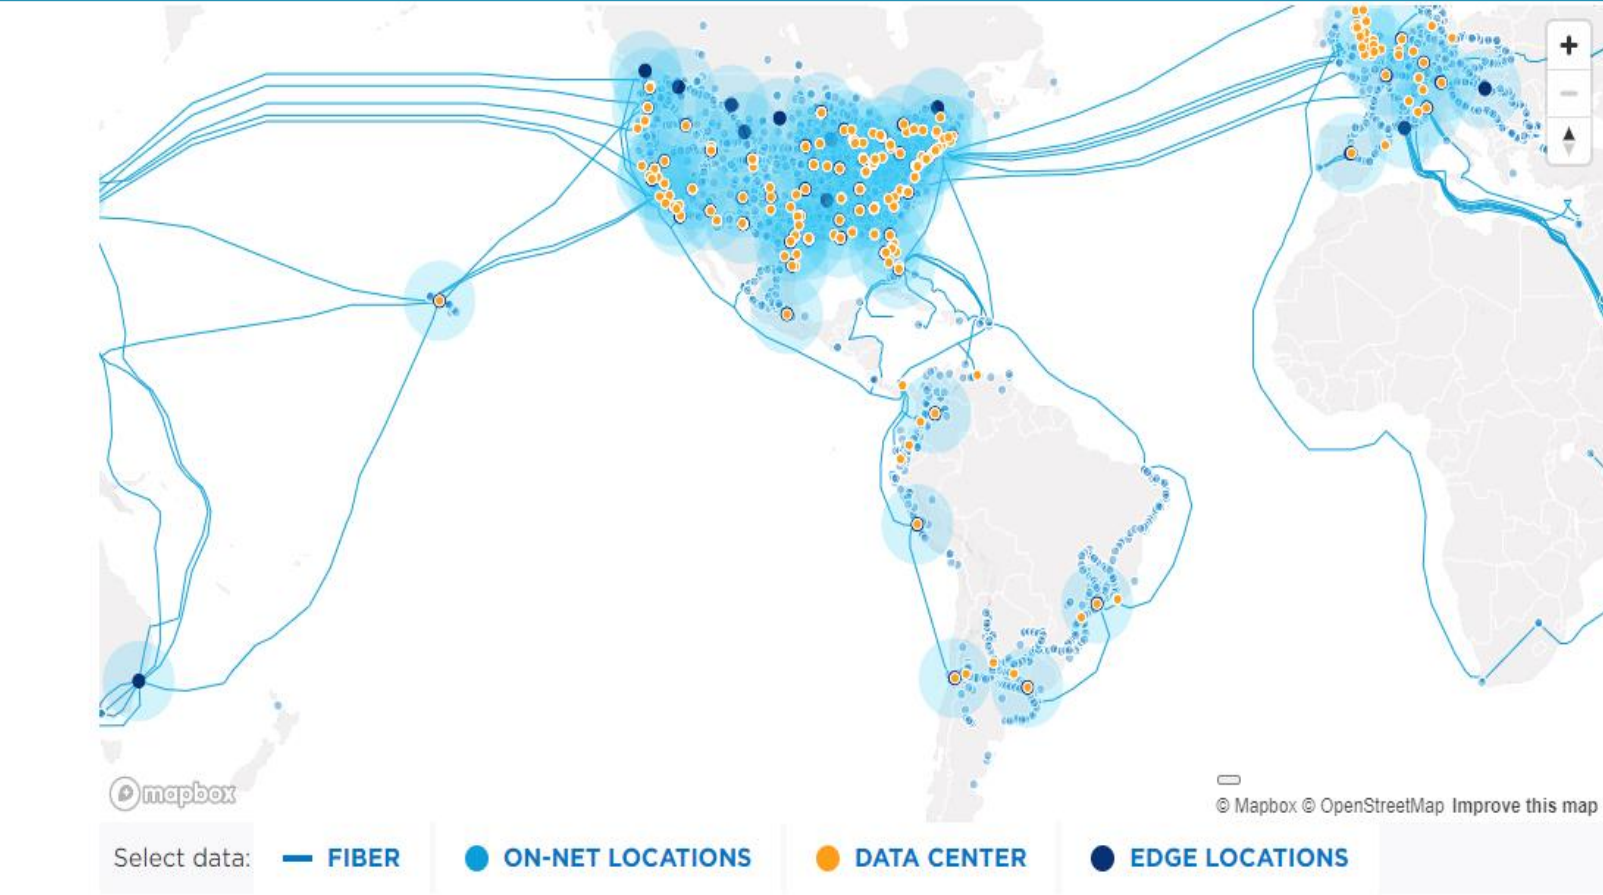 +
−
mapbox
© Mapbox © OpenStreetMap Improve this map
Select data: FIBER ON-NET LOCATIONS DATA CENTER EDGE LOCATIONS